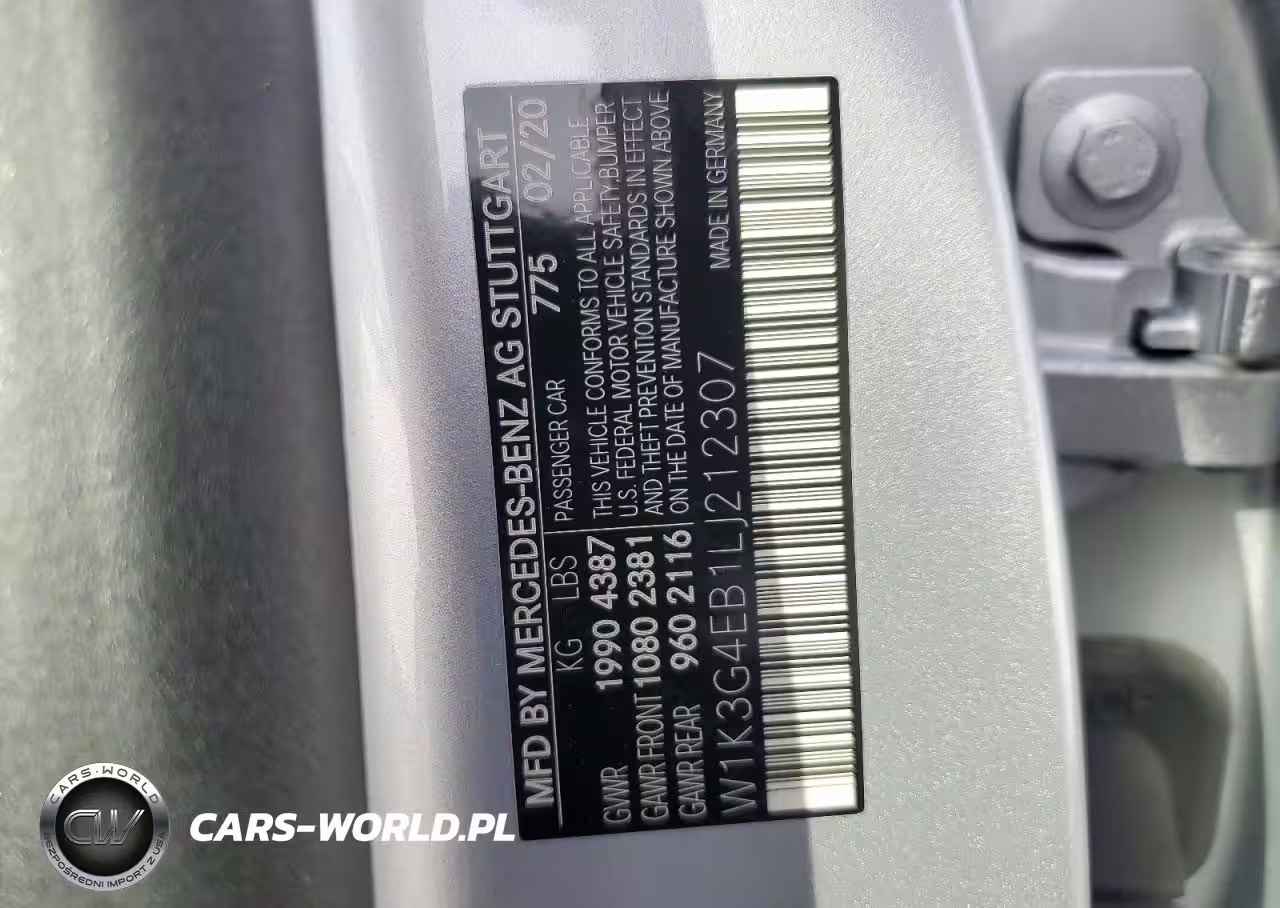 MFD BY MERCEDES-BENZ AG STUTTGART
KG LBS PASSENGER CAR 775 02/20
GVWR 1990 4387
GAWR FRONT 1080 2381
GAWR REAR 960 2116
THIS VEHICLE CONFORMS TO ALL APPLICABLE
U.S. FEDERAL MOTOR VEHICLE SAFETY,BUMPER
AND THEFT PREVENTION STANDARDS IN EFFECT
ON THE DATE OF MANUFACTURE SHOWN ABOVE
W1K3G4EB1LJ212307 MADE IN GERMANY
CARS-WORLD
CW
BEZPOŚREDNI IMPORT Z USA
CARS-WORLD.PL